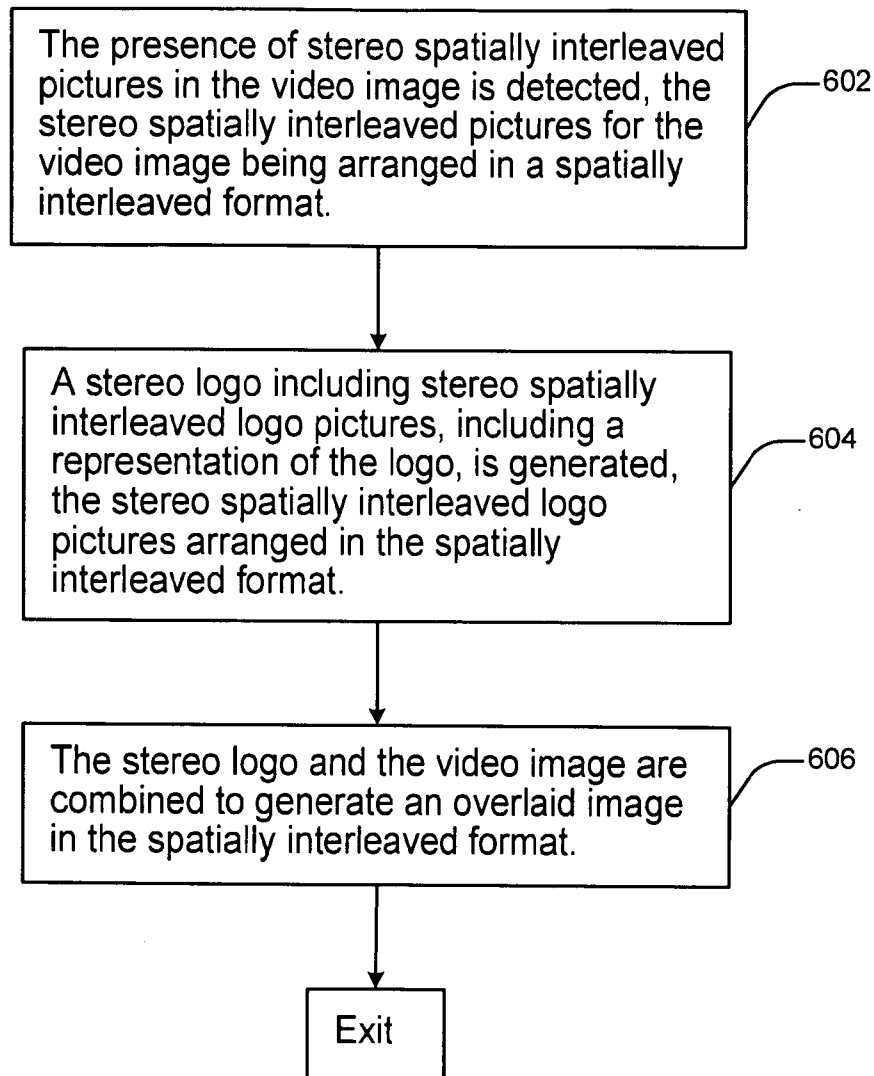 The presence of stereo spatially interleaved
pictures in the video image is detected, the
stereo spatially interleaved pictures for the
video image being arranged in a spatially
interleaved format.
602
A stereo logo including stereo spatially
interleaved logo pictures, including a
representation of the logo, is generated,
the stereo spatially interleaved logo
pictures arranged in the spatially
interleaved format.
604
The stereo logo and the video image are
combined to generate an overlaid image
in the spatially interleaved format.
606
Exit